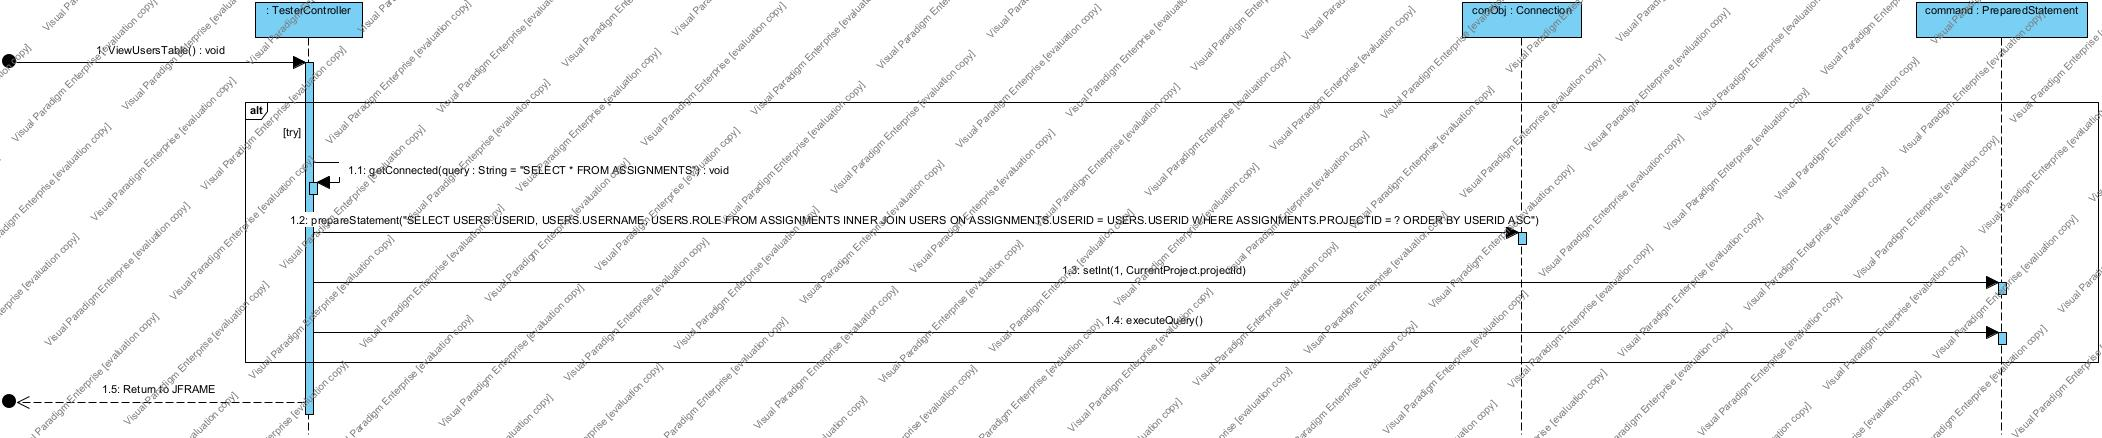 : TesterController
conObj : Connection
command : PreparedStatement
1: ViewUsersTable() : void
alt
[try]
1.1: getConnected(query : String = "SELECT * FROM ASSIGNMENTS") : void
1.2: prepareStatement("SELECT USERS.USERID, USERS.USERNAME, USERS.ROLE FROM ASSIGNMENTS INNER JOIN USERS ON ASSIGNMENTS.USERID = USERS.USERID WHERE ASSIGNMENTS.PROJECTID = ? ORDER BY USERID ASC")
1.3: setInt(1, CurrentProject.projectId)
1.4: executeQuery()
1.5: Return to JFRAME
Visual Paradigm Enterprise [evaluation copy]